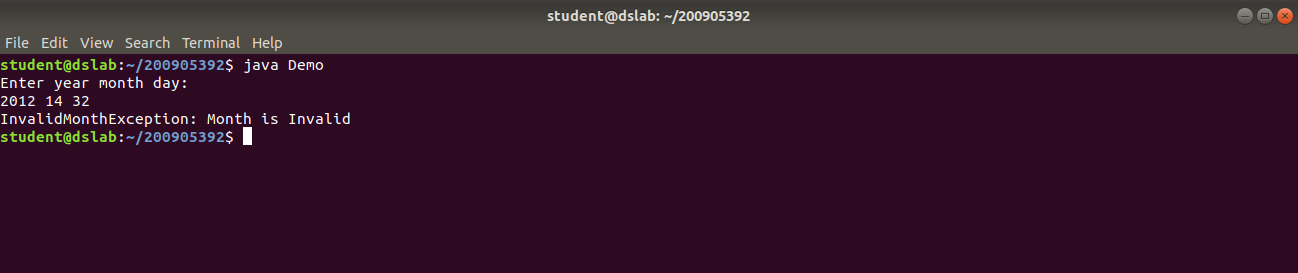 student@dslab: ~/200905392
File Edit View Search Terminal Help
student@dslab:~/200905392$ java Demo
Enter year month day:
2012 14 32
InvalidMonthException: Month is Invalid
student@dslab:~/200905392$